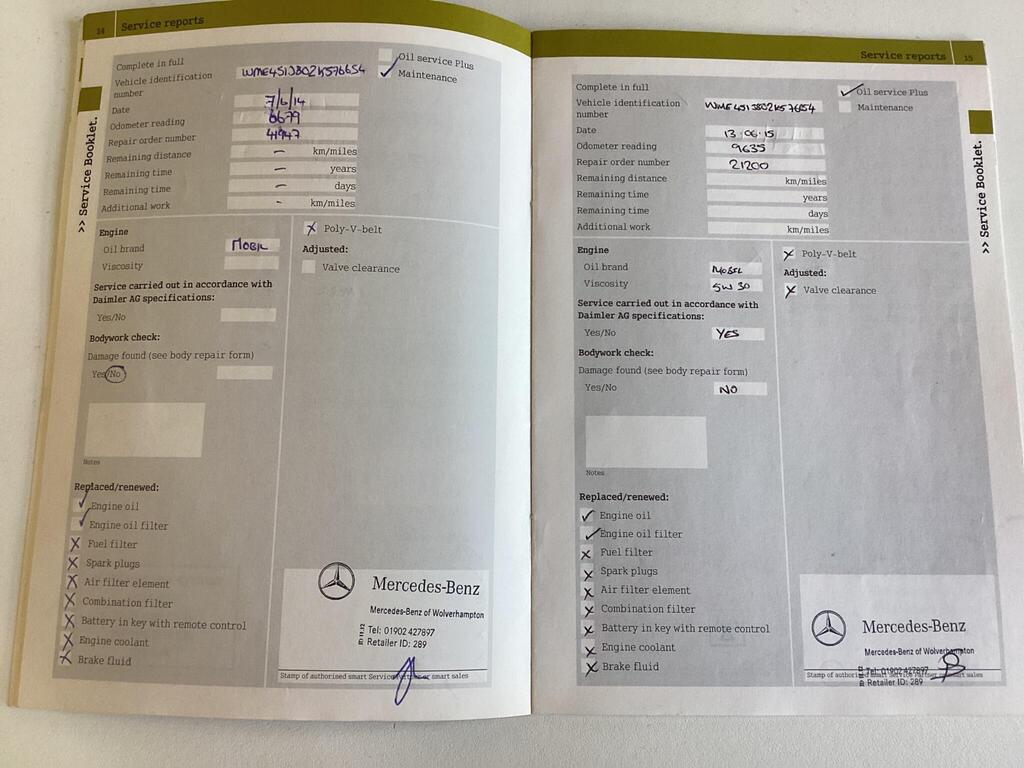 14 Service reports
Complete in full
Oil service Plus
Maintenance
Vehicle identification number WME4513802K576654
Date 7/6/14
Odometer reading 6679
Repair order number 41947
Remaining distance - km/miles
Remaining time - years
Remaining time - days
Additional work - km/miles
>> Service Booklet.
Engine
Oil brand MOBIL
Viscosity
Service carried out in accordance with
Daimler AG specifications:
Yes/No
Bodywork check:
Damage found (see body repair form)
Yes/No
Notes
Poly-V-belt
Adjusted:
Valve clearance
Replaced/renewed:
Engine oil
Engine oil filter
Fuel filter
Spark plugs
Air filter element
Combination filter
Battery in key with remote control
Engine coolant
Brake fluid
Mercedes-Benz
Mercedes-Benz of Wolverhampton
Tel: 01902 427897
Retailer ID: 289
Stamp of authorised smart Service Partner or smart sales
Service reports 15
Complete in full
Oil service Plus
Maintenance
Vehicle identification number WME4513802K576654
Date 13.06.15
Odometer reading 9635
Repair order number 21200
Remaining distance km/miles
Remaining time years
Remaining time days
Additional work km/miles
>> Service Booklet.
Engine
Oil brand MOBIL
Viscosity 5W 30
Service carried out in accordance with
Daimler AG specifications:
Yes/No YES
Bodywork check:
Damage found (see body repair form)
Yes/No NO
Notes
Poly-V-belt
Adjusted:
Valve clearance
Replaced/renewed:
Engine oil
Engine oil filter
Fuel filter
Spark plugs
Air filter element
Combination filter
Battery in key with remote control
Engine coolant
Brake fluid
Mercedes-Benz
Mercedes-Benz of Wolverhampton
Tel: 01902 427897
Stamp of authorised smart Service Partner or smart sales
Retailer ID: 289